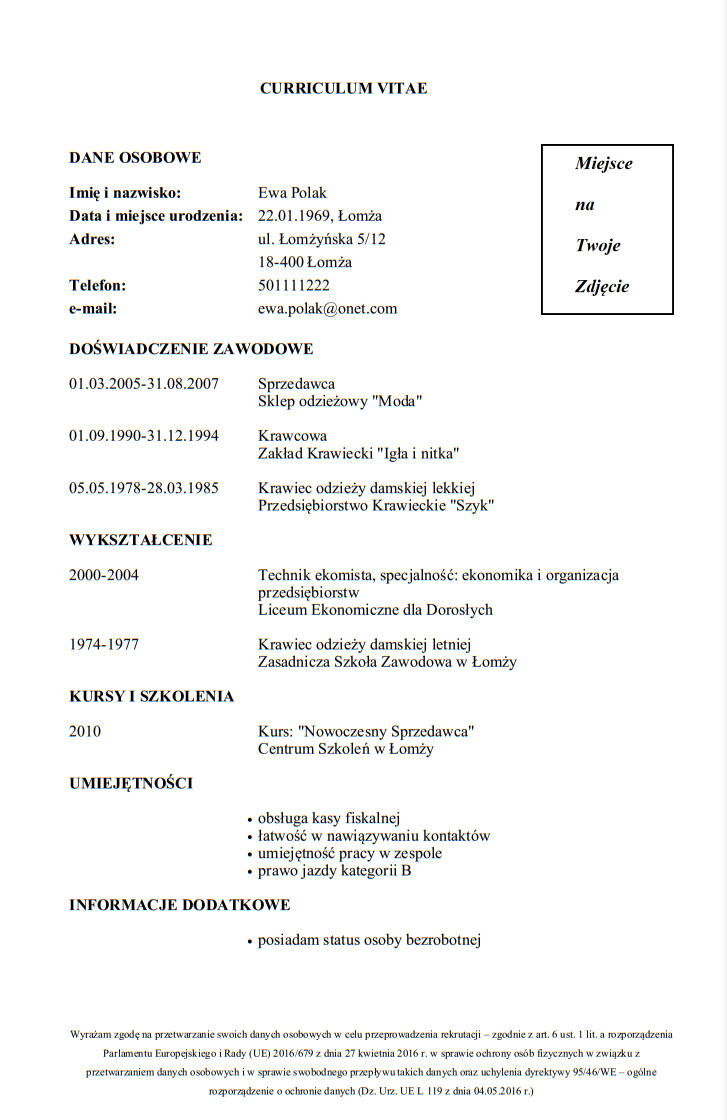 CURRICULUM VITAE
DANE OSOBOWE
Miejsce
na
Twoje
Zdjęcie
Imię i nazwisko: Ewa Polak
Data i miejsce urodzenia: 22.01.1969, Łomża
Adres: ul. Łomżyńska 5/12
18-400 Łomża
Telefon: 501111222
e-mail: ewa.polak@onet.com
DOŚWIADCZENIE ZAWODOWE
01.03.2005-31.08.2007 Sprzedawca
Sklep odzieżowy "Moda"
01.09.1990-31.12.1994 Krawcowa
Zakład Krawiecki "Igła i nitka"
05.05.1978-28.03.1985 Krawiec odzieży damskiej lekkiej
Przedsiębiorstwo Krawieckie "Szyk"
WYKSZTAŁCENIE
2000-2004 Technik ekomista, specjalność: ekonomika i organizacja
przedsiębiorstw
Liceum Ekonomiczne dla Dorosłych
1974-1977 Krawiec odzieży damskiej letniej
Zasadnicza Szkoła Zawodowa w Łomży
KURSY I SZKOLENIA
2010 Kurs: "Nowoczesny Sprzedawca"
Centrum Szkoleń w Łomży
UMIEJĘTNOŚCI
• obsługa kasy fiskalnej
• łatwość w nawiązywaniu kontaktów
• umiejętność pracy w zespole
• prawo jazdy kategorii B
INFORMACJE DODATKOWE
• posiadam status osoby bezrobotnej
Wyrażam zgodę na przetwarzanie swoich danych osobowych w celu przeprowadzenia rekrutacji – zgodnie z art. 6 ust. 1 lit. a rozporządzenia
Parlamentu Europejskiego i Rady (UE) 2016/679 z dnia 27 kwietnia 2016 r. w sprawie ochrony osób fizycznych w związku z
przetwarzaniem danych osobowych i w sprawie swobodnego przepływu takich danych oraz uchylenia dyrektywy 95/46/WE – ogólne
rozporządzenie o ochronie danych (Dz. Urz. UE L 119 z dnia 04.05.2016 r.)